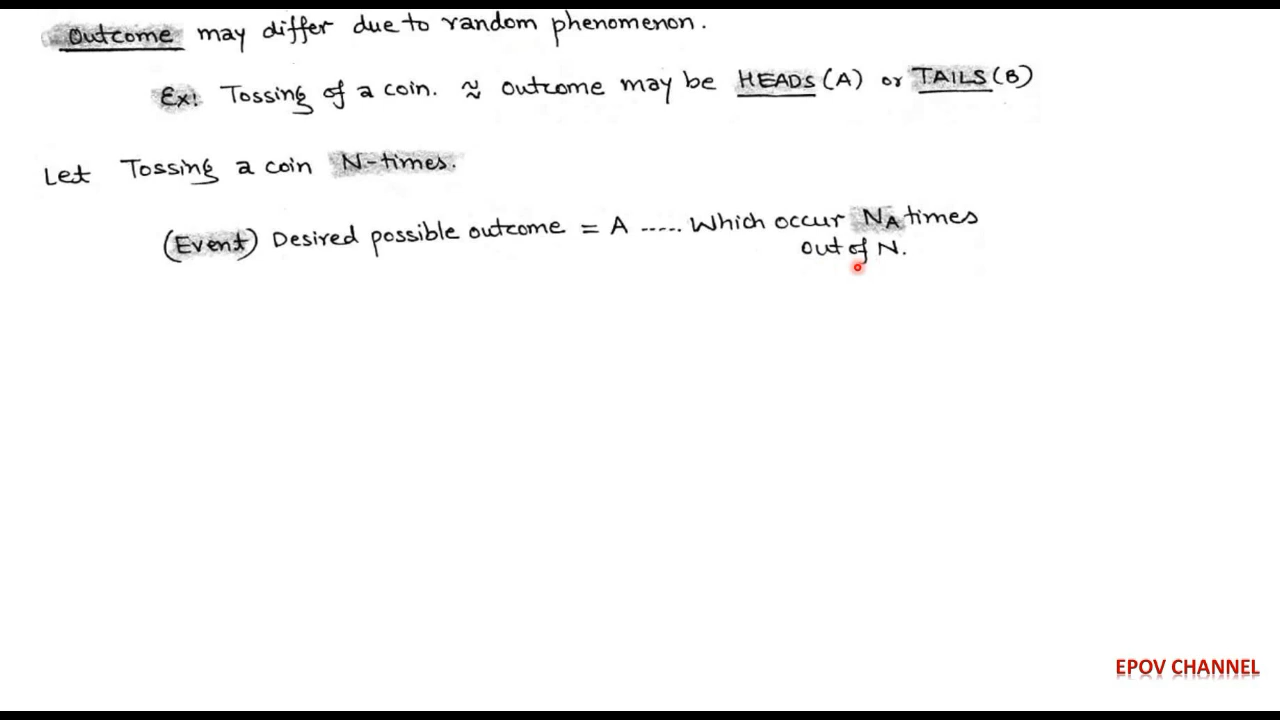 Outcome may differ due to random phenomenon.
Ex: Tossing of a coin. ≈ outcome may be HEADS (A) or TAILS (B)
Let Tossing a coin N-times.
(Event) Desired possible outcome = A ..... Which occur NA times
out of N.
EPOV CHANNEL